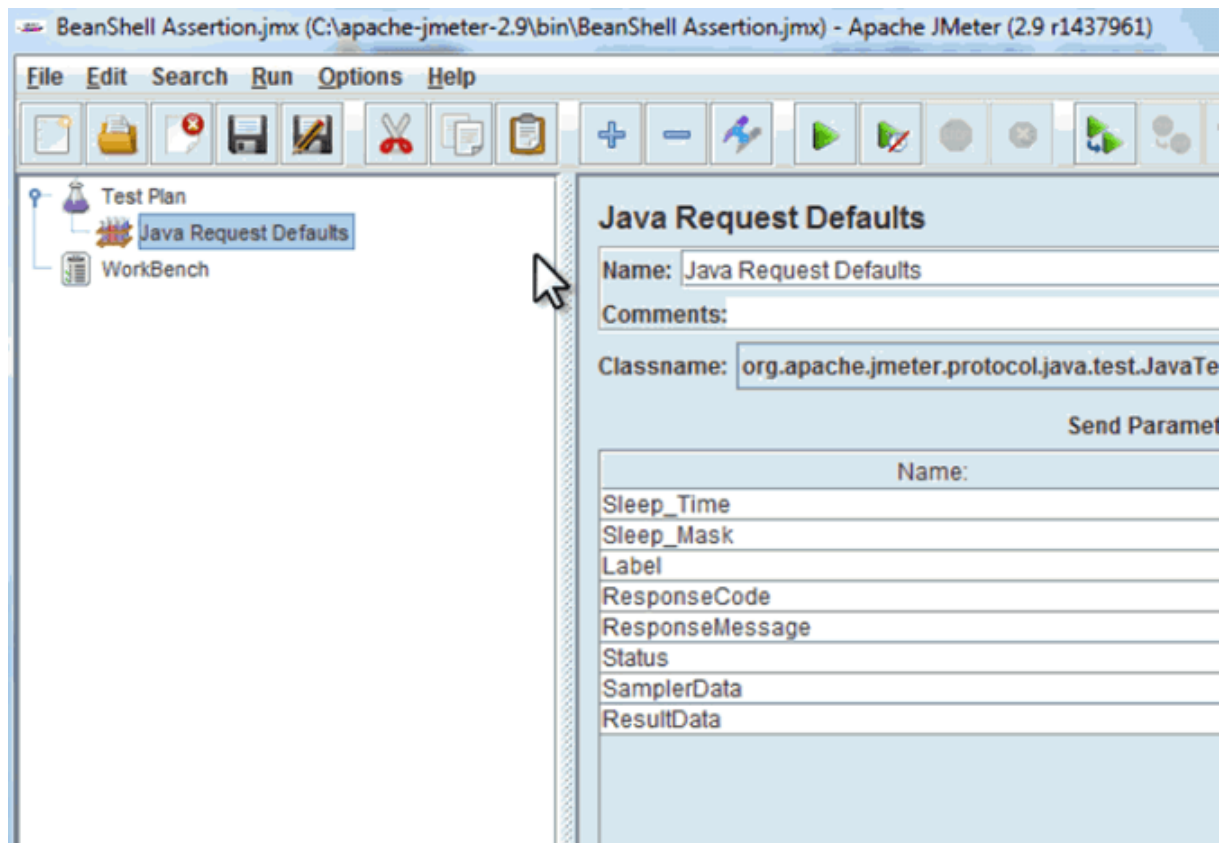 BeanShell Assertion.jmx (C:\apache-jmeter-2.9\bin\BeanShell Assertion.jmx) - Apache JMeter (2.9 r1437961)
File Edit Search Run Options Help
Test Plan
Java Request Defaults
WorkBench
Java Request Defaults
Name: Java Request Defaults
Comments:
Classname: org.apache.jmeter.protocol.java.test.JavaTe
Send Paramet
Name:
Sleep_Time
Sleep_Mask
Label
ResponseCode
ResponseMessage
Status
SamplerData
ResultData